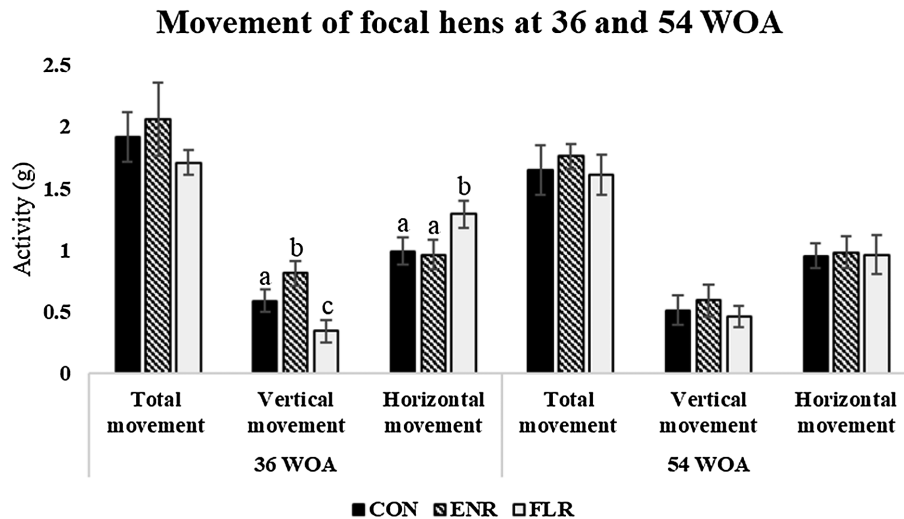 Movement of focal hens at 36 and 54 WOA
Activity (g)
2.5
2
1.5
1
0.5
0
a
b
c
a
a
b
Total movement
Vertical movement
Horizontal movement
Total movement
Vertical movement
Horizontal movement
36 WOA
54 WOA
CON ENR FLR